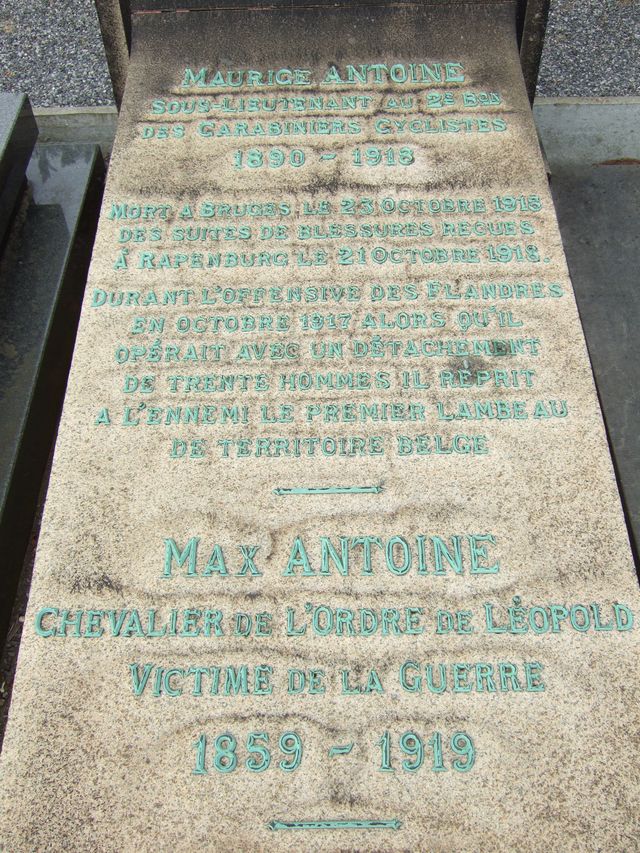 Maurice ANTOINE
Sous-Lieutenant au 2e Bon
des Carabiniers Cyclistes
1890 - 1918
Mort a Bruges le 23 Octobre 1918
des suites de blessures reçues
à Rapenburg le 21 Octobre 1918.
Durant l'offensive des Flandres
en octobre 1917 alors qu'il
opérait avec un détachement
de trente hommes il reprit
a l'ennemi le premier lambeau
de territoire belge
Max ANTOINE
Chevalier de l'Ordre de Léopold
Victime de la Guerre
1859 - 1919